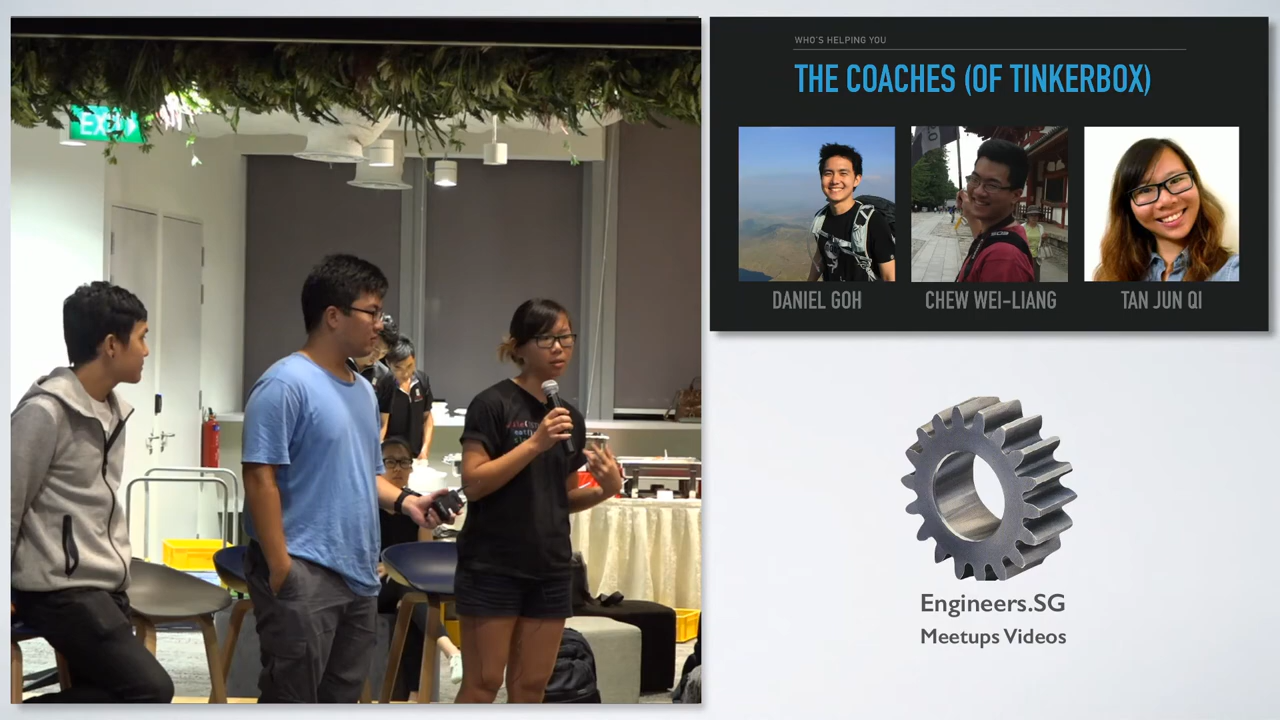 EXIT
WHO'S HELPING YOU
THE COACHES (OF TINKERBOX)
DANIEL GOH
CHEW WEI-LIANG
TAN JUN QI
Engineers.SG
Meetups Videos